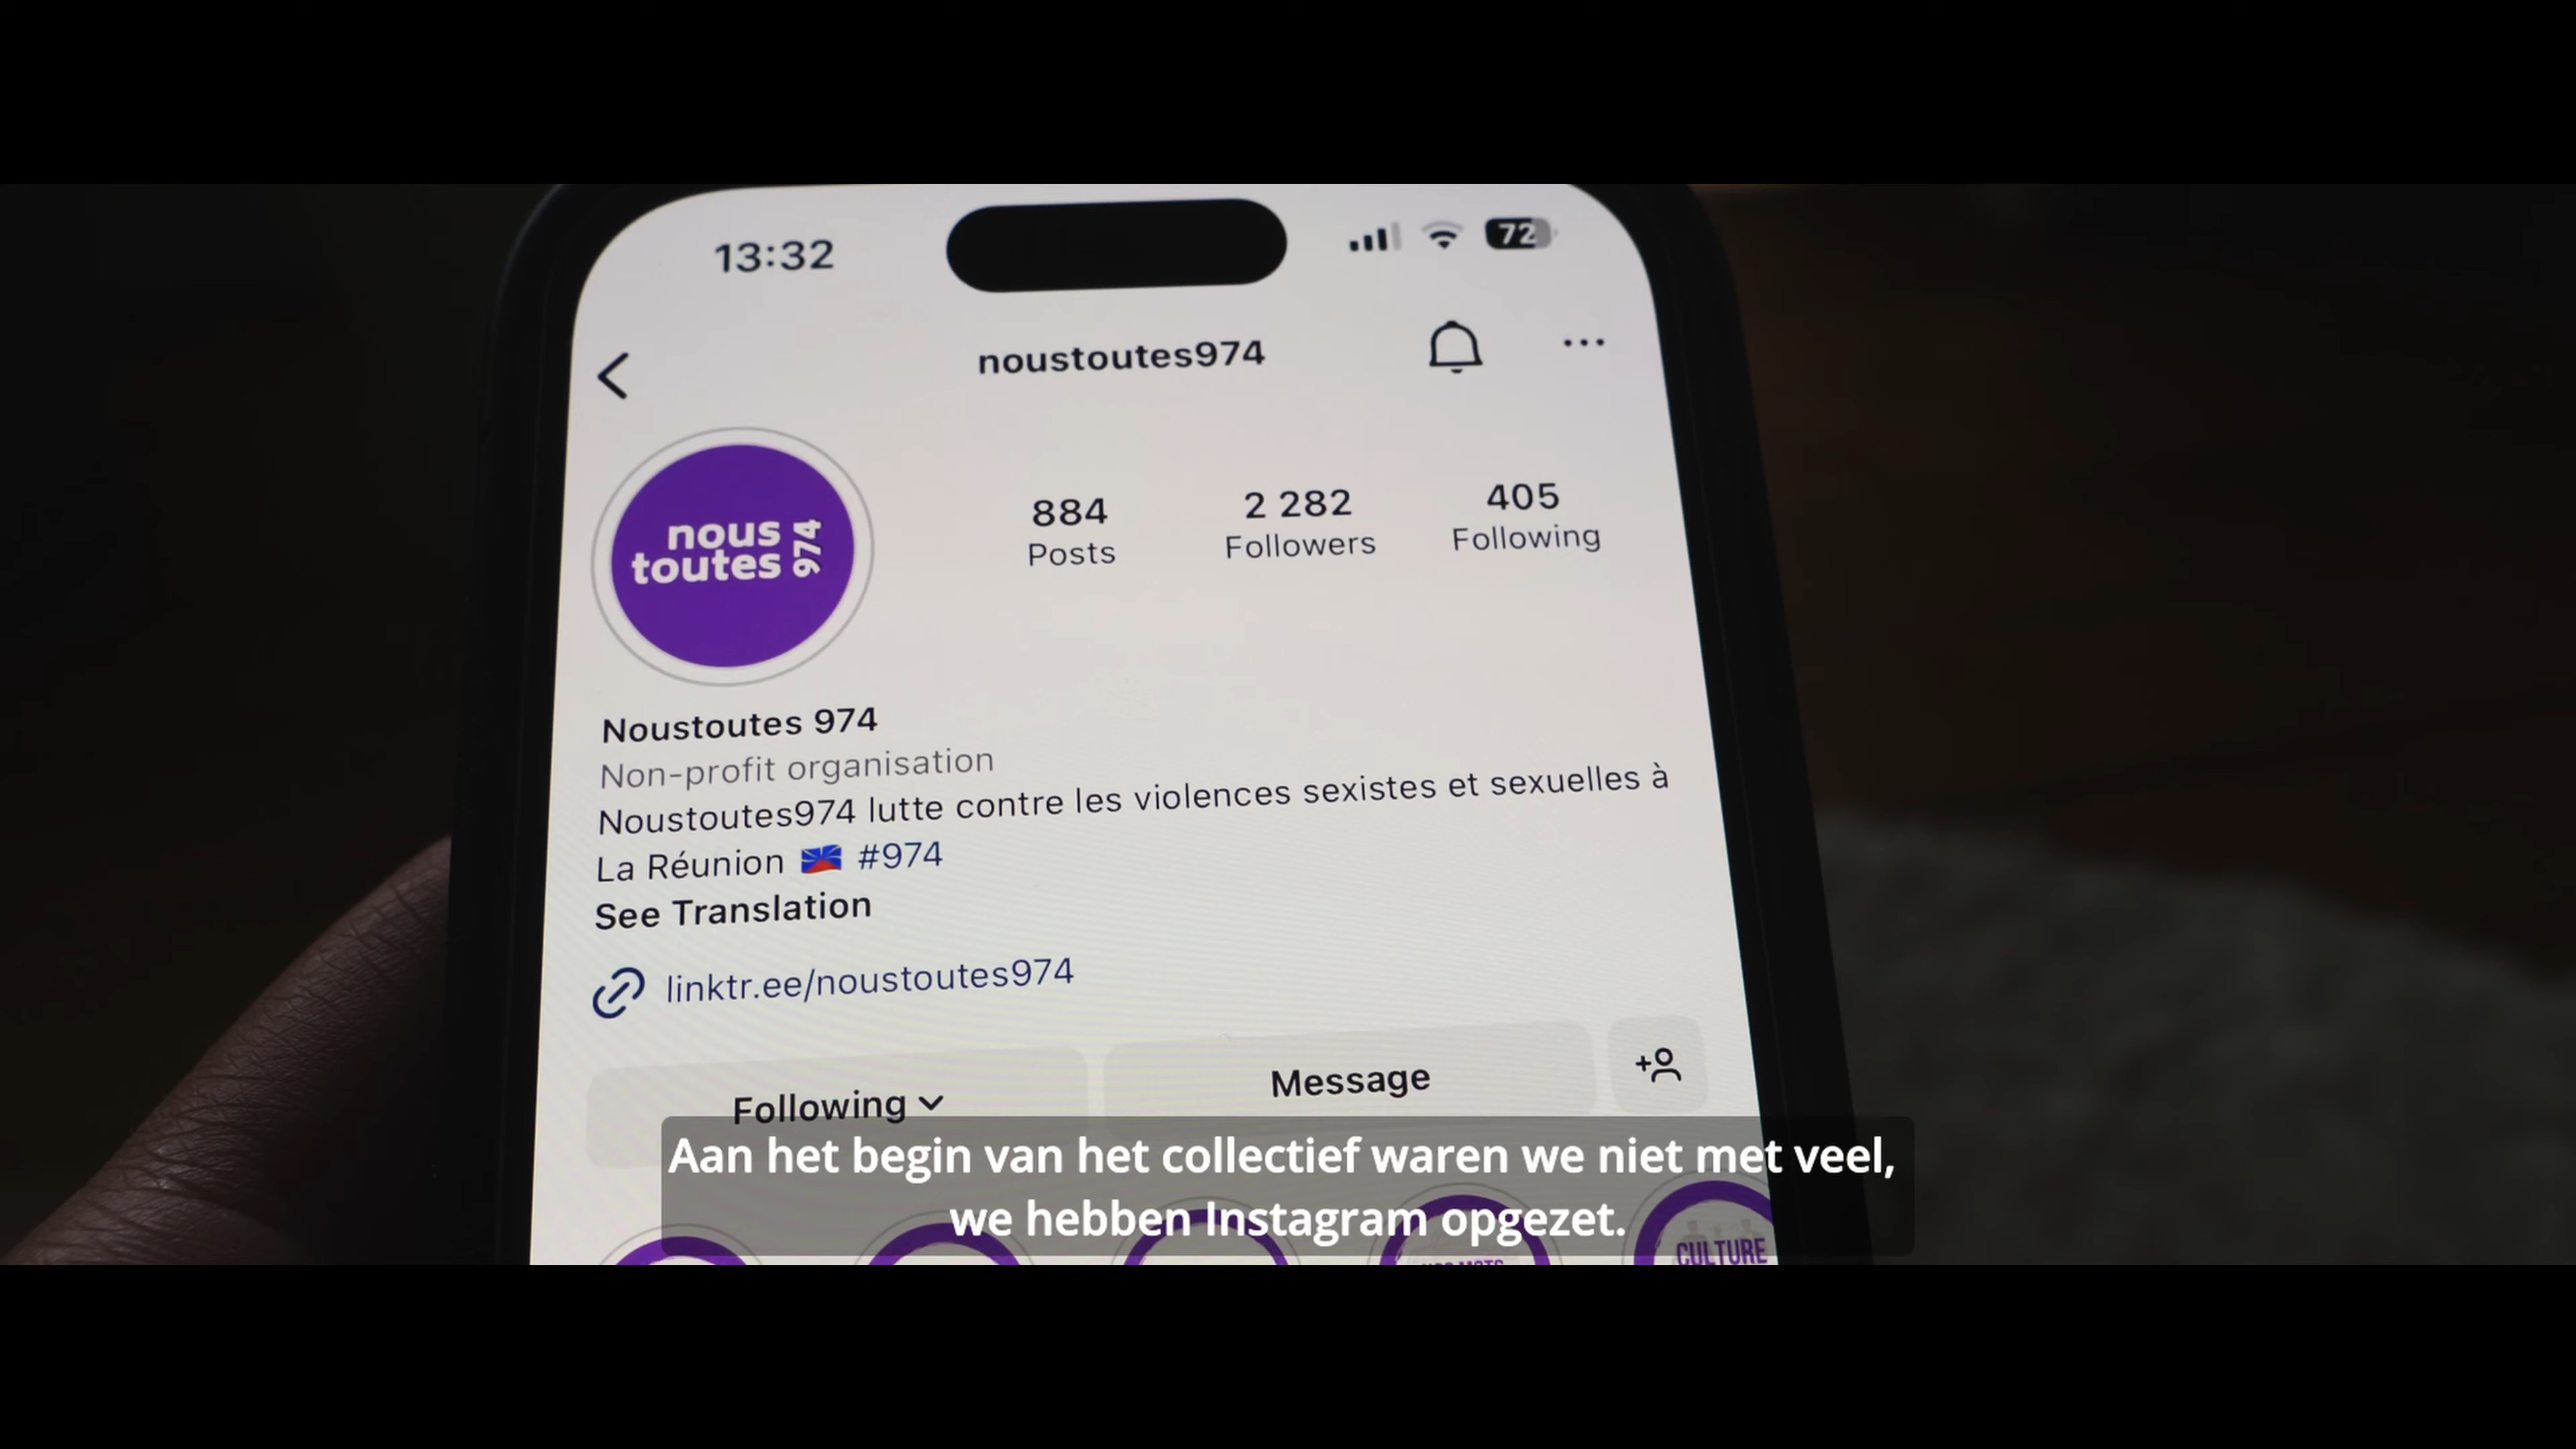 13:32
72
noustoutes974
nous
toutes
974
884
Posts
2 282
Followers
405
Following
Noustoutes 974
Non-profit organisation
Noustoutes974 lutte contre les violences sexistes et sexuelles à
La Réunion #974
See Translation
linktr.ee/noustoutes974
Following
Message
Aan het begin van het collectief waren we niet met veel,
we hebben Instagram opgezet.
CULTURE